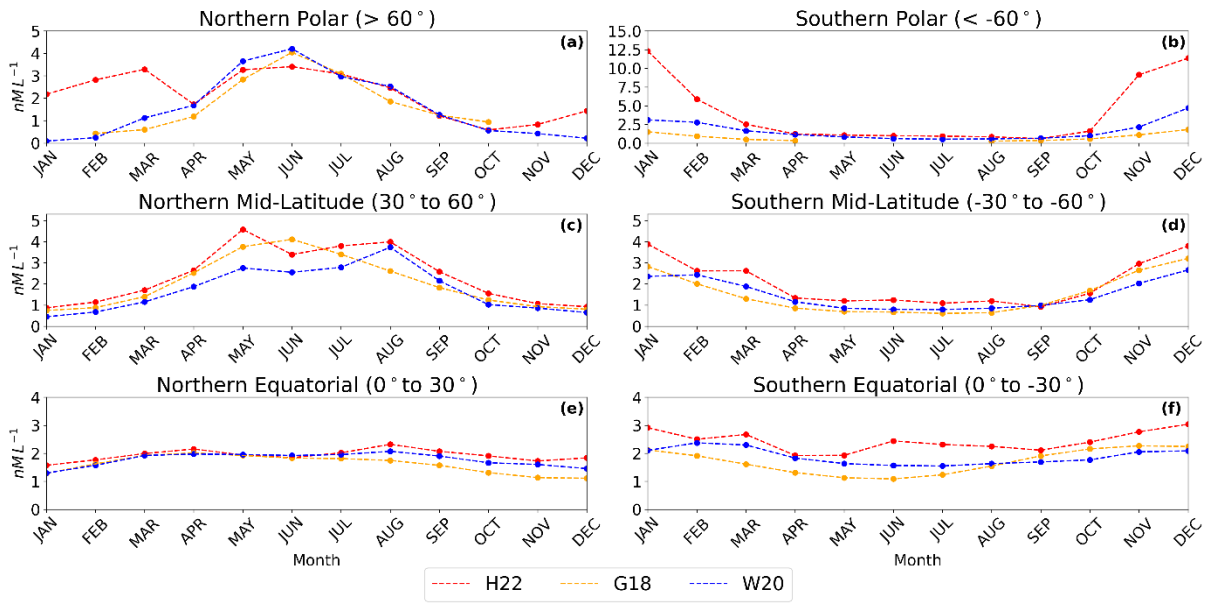 Northern Polar (> 60°)
(a)
nM L⁻¹
5
4
3
2
1
0
JAN FEB MAR APR MAY JUN JUL AUG SEP OCT NOV DEC
Southern Polar (< -60°)
(b)
15.0
12.5
10.0
7.5
5.0
2.5
0.0
JAN FEB MAR APR MAY JUN JUL AUG SEP OCT NOV DEC
Northern Mid-Latitude (30°to 60°)
(c)
nM L⁻¹
5
4
3
2
1
0
JAN FEB MAR APR MAY JUN JUL AUG SEP OCT NOV DEC
Southern Mid-Latitude (-30°to -60°)
(d)
5
4
3
2
1
0
JAN FEB MAR APR MAY JUN JUL AUG SEP OCT NOV DEC
Northern Equatorial (0°to 30°)
(e)
nM L⁻¹
4
3
2
1
0
JAN FEB MAR APR MAY JUN JUL AUG SEP OCT NOV DEC
Month
Southern Equatorial (0°to -30°)
(f)
4
3
2
1
0
JAN FEB MAR APR MAY JUN JUL AUG SEP OCT NOV DEC
Month
H22 G18 W20